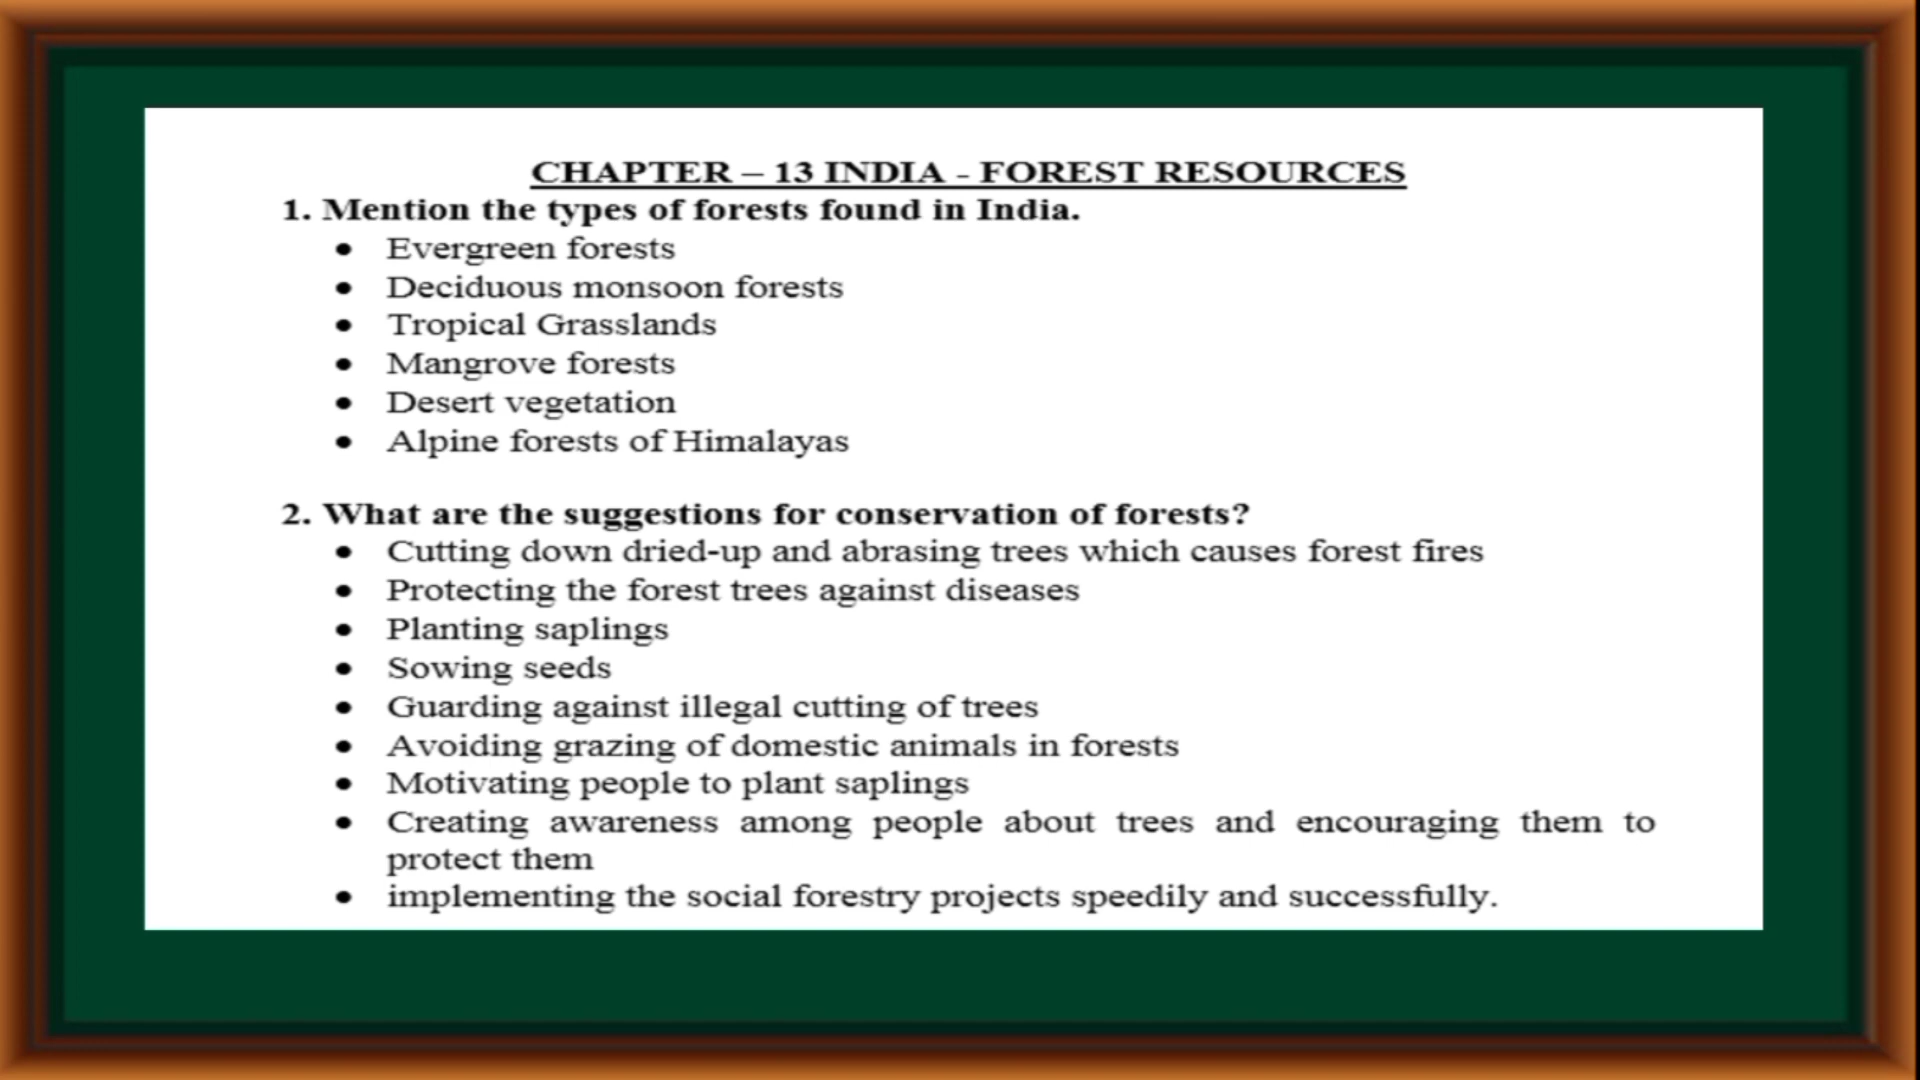 CHAPTER – 13 INDIA - FOREST RESOURCES
1. Mention the types of forests found in India.
• Evergreen forests
• Deciduous monsoon forests
• Tropical Grasslands
• Mangrove forests
• Desert vegetation
• Alpine forests of Himalayas
2. What are the suggestions for conservation of forests?
• Cutting down dried-up and abrasing trees which causes forest fires
• Protecting the forest trees against diseases
• Planting saplings
• Sowing seeds
• Guarding against illegal cutting of trees
• Avoiding grazing of domestic animals in forests
• Motivating people to plant saplings
• Creating awareness among people about trees and encouraging them to
protect them
• implementing the social forestry projects speedily and successfully.